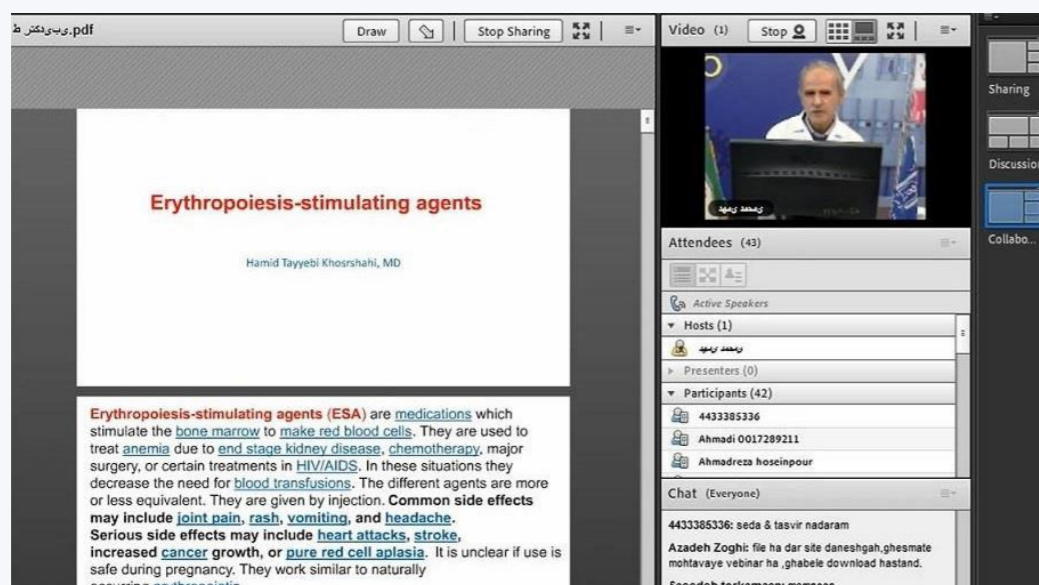 .pdf
Draw
Stop Sharing
Video (1)
Stop
Erythropoiesis-stimulating agents
Hamid Tayyebi Khosrshahi, MD
Erythropoiesis-stimulating agents (ESA) are medications which
stimulate the bone marrow to make red blood cells. They are used to
treat anemia due to end stage kidney disease, chemotherapy, major
surgery, or certain treatments in HIV/AIDS. In these situations they
decrease the need for blood transfusions. The different agents are more
or less equivalent. They are given by injection. Common side effects
may include joint pain, rash, vomiting, and headache.
Serious side effects may include heart attacks, stroke,
increased cancer growth, or pure red cell aplasia. It is unclear if use is
safe during pregnancy. They work similar to naturally
Attendees (43)
Active Speakers
Hosts (1)
Presenters (0)
Participants (42)
4433385336
Ahmadi 0017289211
Ahmadreza hoseinpour
Chat (Everyone)
4433385336: seda & tasvir nadaram
Azadeh Zoghi: file ha dar site daneshgah,ghesmate
mohtavaye vebinar ha ,ghabele download hastand.
Sharing
Discussion
Collabo...